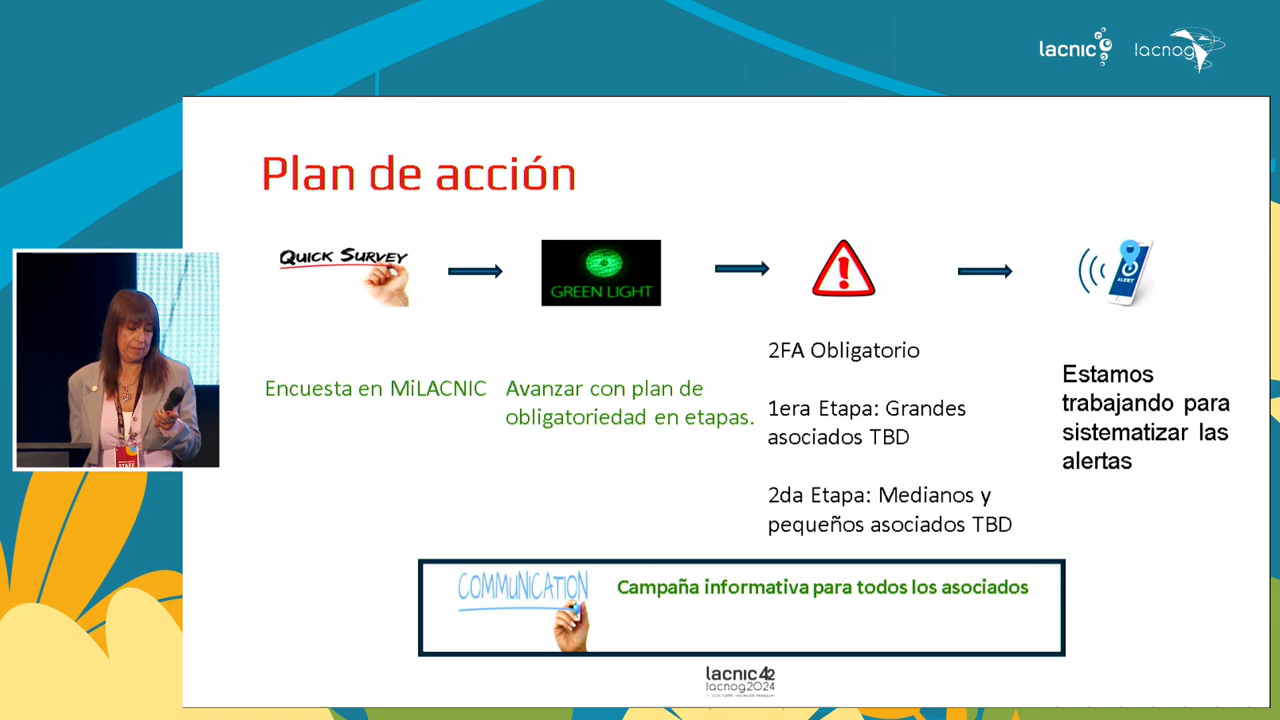 lacnic lacnog
Plan de acción
QUICK SURVEY
GREEN LIGHT
ALERT
2FA Obligatorio
Encuesta en MiLACNIC
Avanzar con plan de
obligatoriedad en etapas.
1era Etapa: Grandes
asociados TBD
2da Etapa: Medianos y
pequeños asociados TBD
Estamos
trabajando para
sistematizar las
alertas
STAFF
COMMUNICATION
Campaña informativa para todos los asociados
lacnic42
lacnog2024